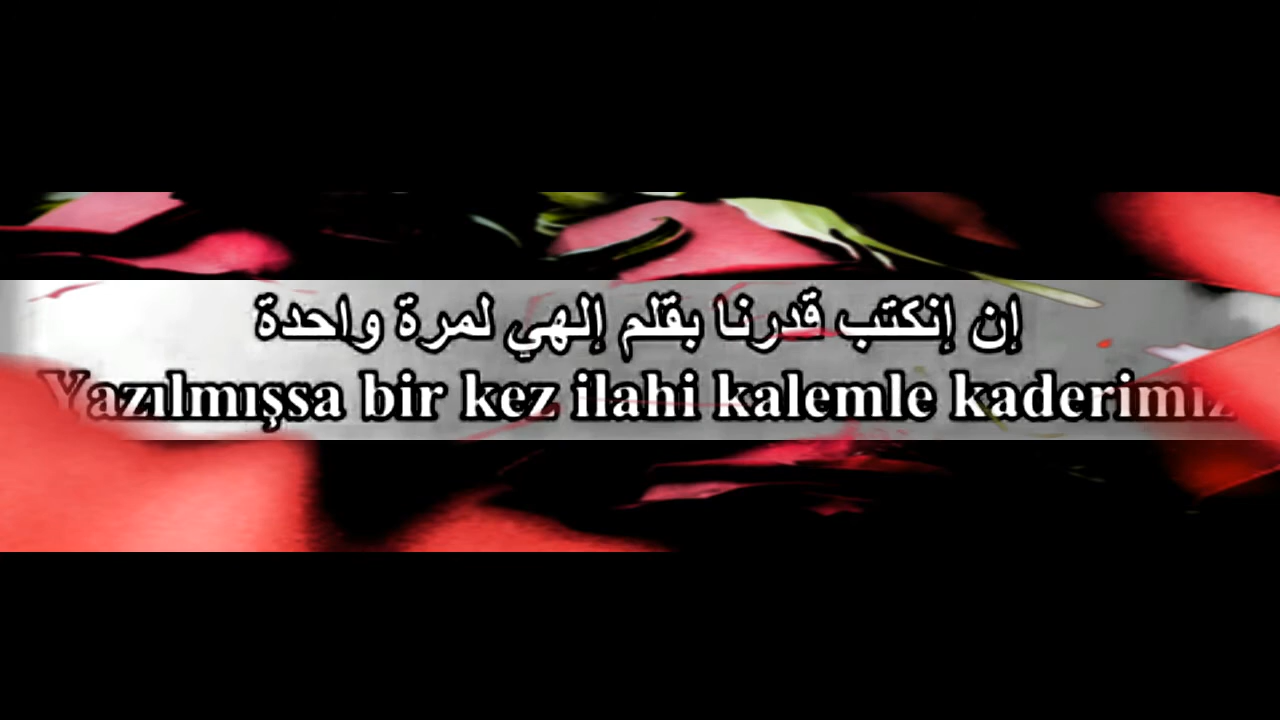 إن إنكتب قدرنا بقلم إلهي لمرة واحدة
Yazılmışsa bir kez ilahi kalemle kaderimiz